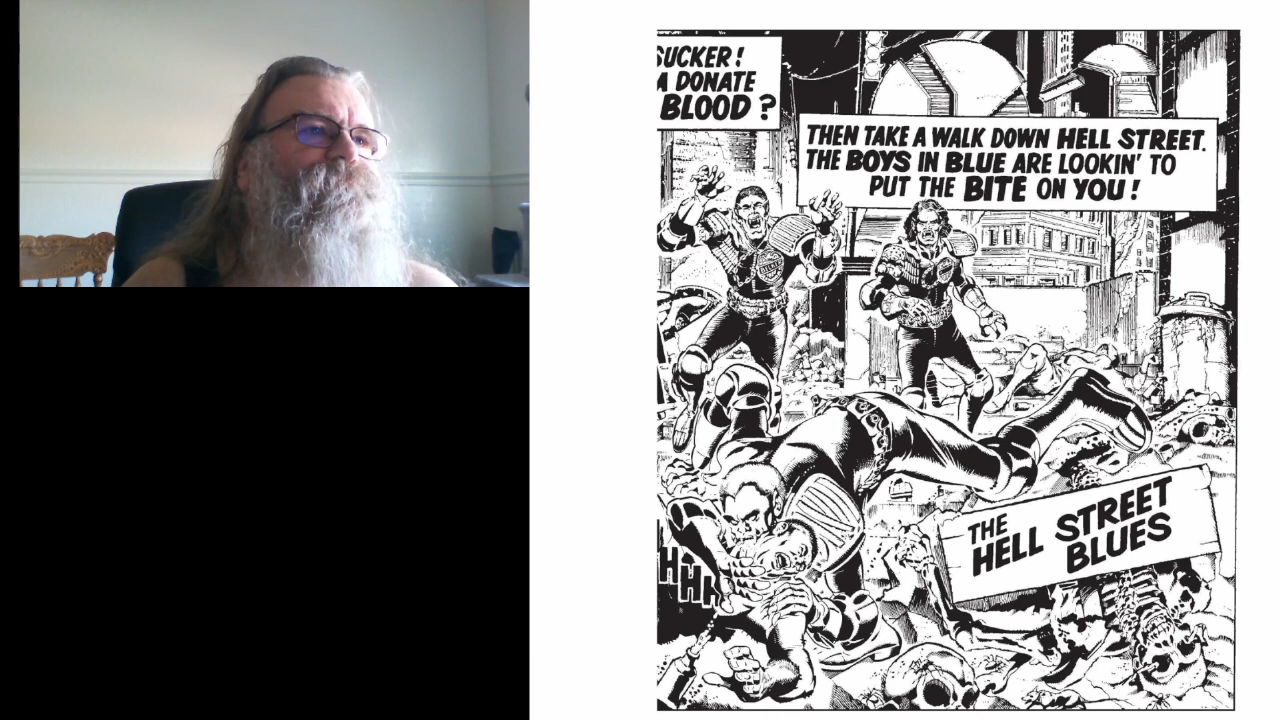 SUCKER!
A DONATE
BLOOD?
THEN TAKE A WALK DOWN HELL STREET.
THE BOYS IN BLUE ARE LOOKIN' TO
PUT THE BITE ON YOU!
THE
HELL STREET
BLUES
HHH